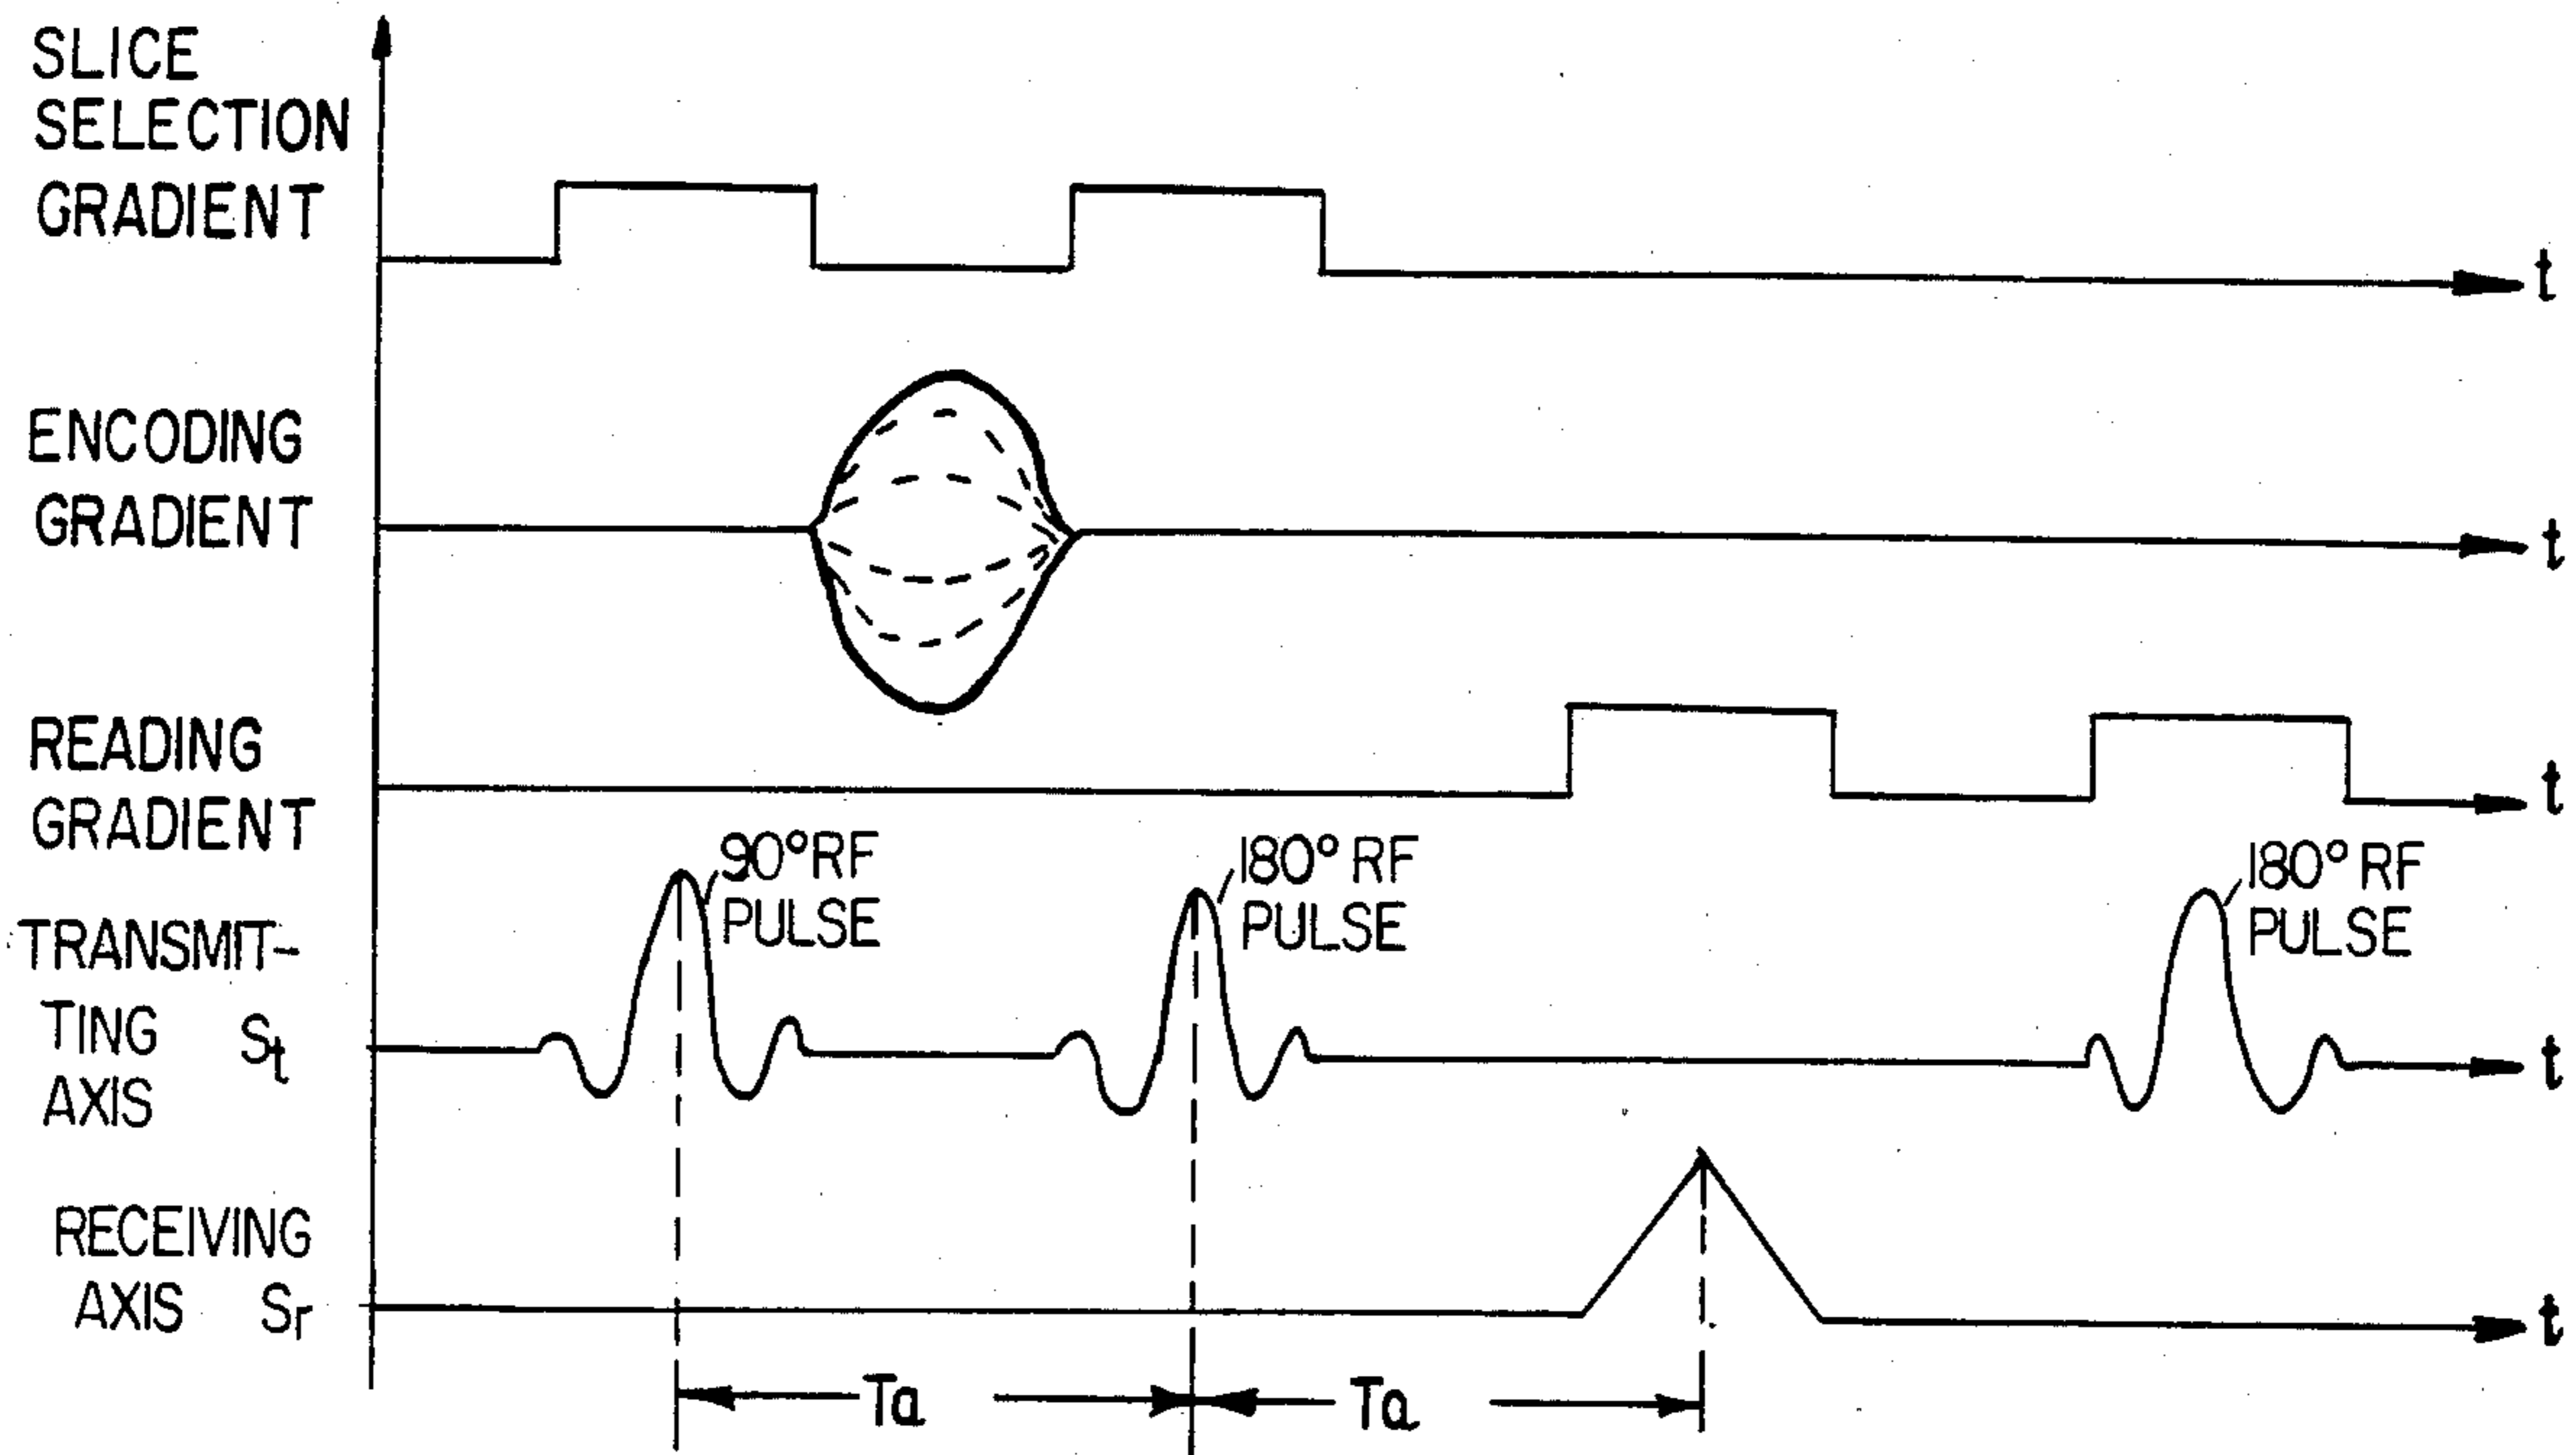 SLICE
SELECTION
GRADIENT
t
ENCODING
GRADIENT
t
READING
GRADIENT
t
90°RF
PULSE
180° RF
PULSE
180° RF
PULSE
TRANSMIT-
TING
AXIS St
t
RECEIVING
AXIS Sr
t
Ta
Ta